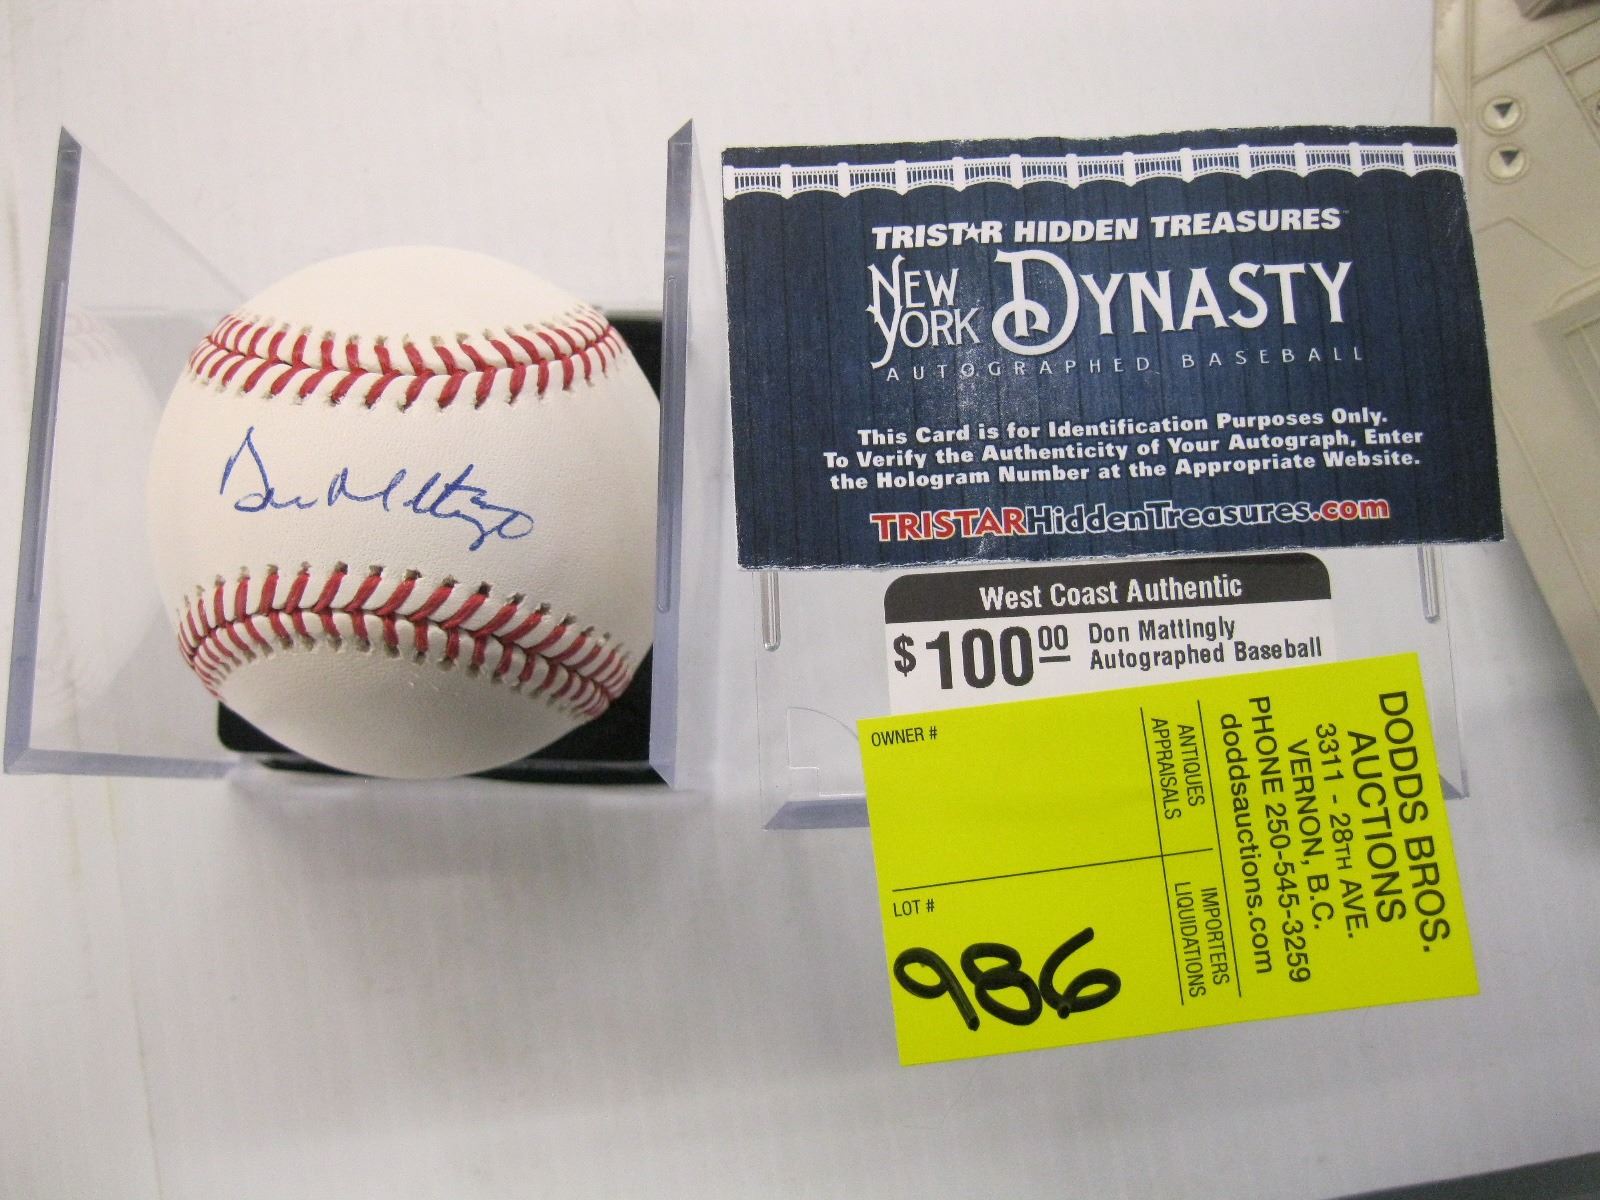 Don Mattingly
TRISTAR HIDDEN TREASURES™
NEW YORK DYNASTY
AUTOGRAPHED BASEBALL
This Card is for Identification Purposes Only.
To Verify the Authenticity of Your Autograph, Enter
the Hologram Number at the Appropriate Website.
TRISTARHiddenTreasures.com
West Coast Authentic
$100.00 Don Mattingly
Autographed Baseball
OWNER #
LOT #
986
ANTIQUES
APPRAISALS
IMPORTERS
LIQUIDATIONS
DODDS BROS.
AUCTIONS
3311 - 28TH AVE.
VERNON, B.C.
PHONE 250-545-3259
doddsauctions.com